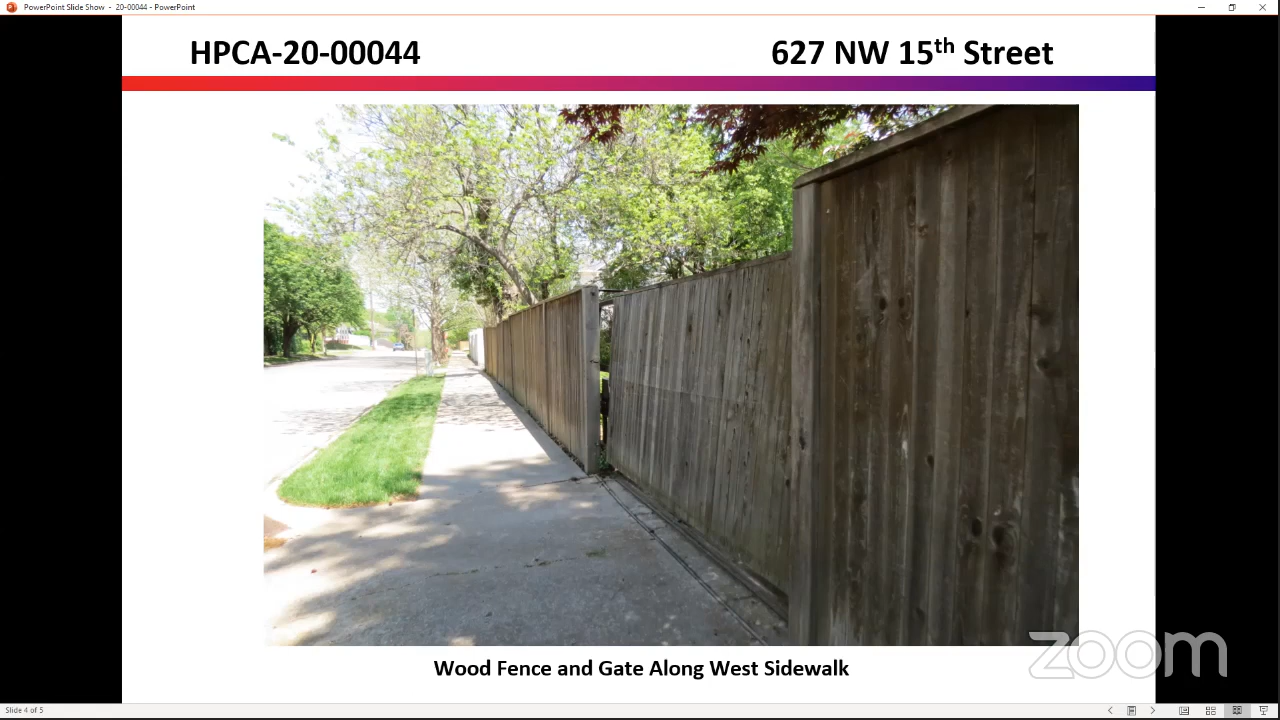 PowerPoint Slide Show - 20-00044 - PowerPoint
HPCA-20-00044
627 NW 15th Street
Wood Fence and Gate Along West Sidewalk
zoom
Slide 4 of 5